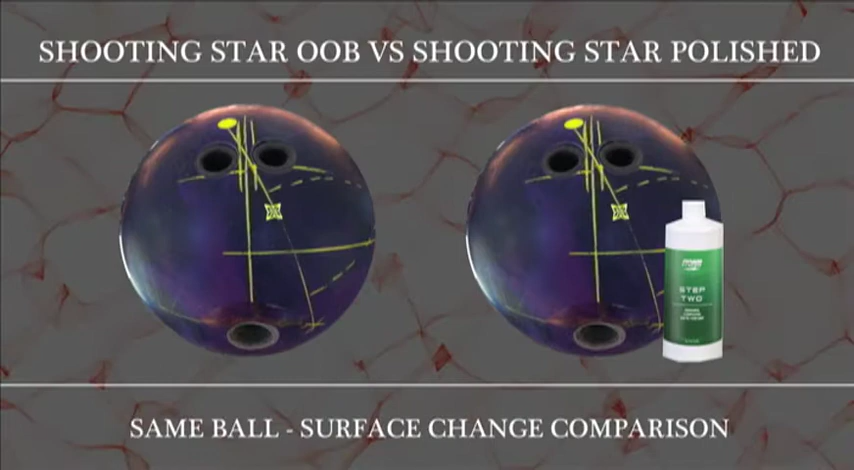 SHOOTING STAR OOB VS SHOOTING STAR POLISHED
STEP
TWO
SAME BALL - SURFACE CHANGE COMPARISON